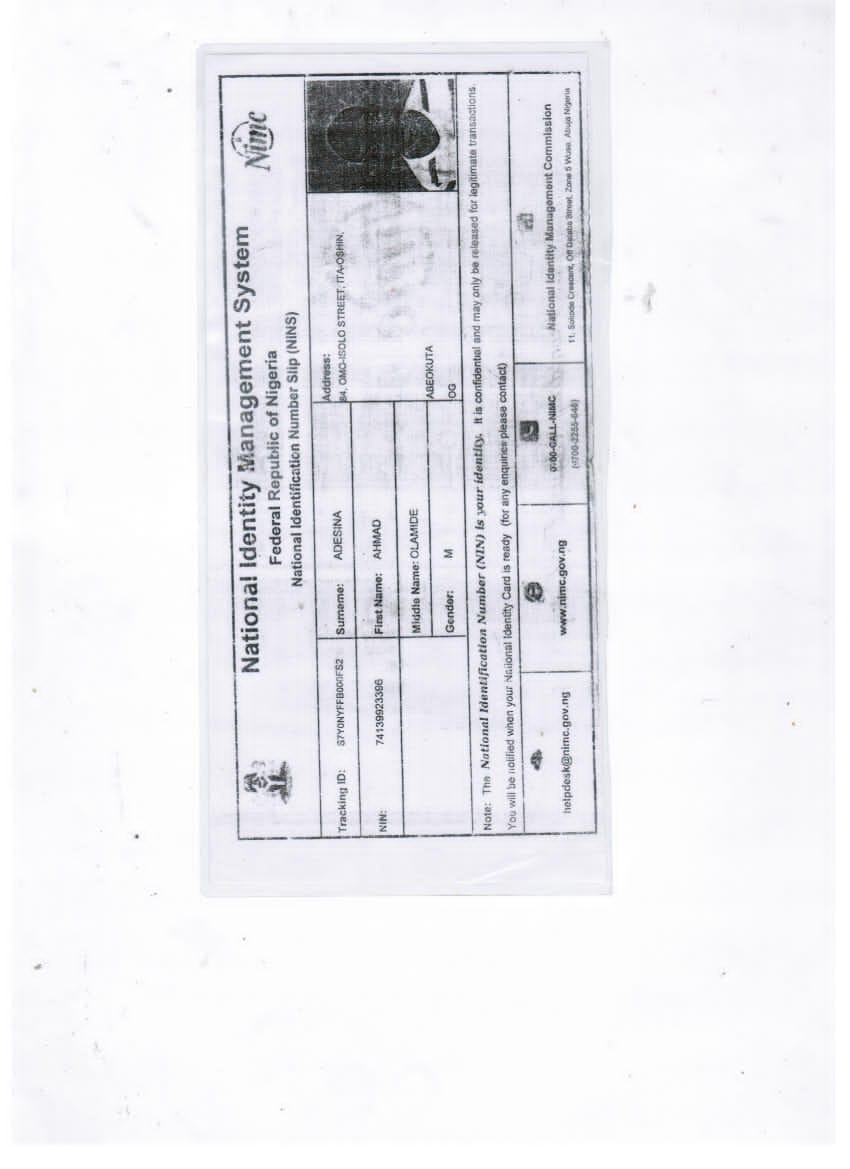 National Identity Management System
Federal Republic of Nigeria
National Identification Number Slip (NINS)
Nimc
Tracking ID: S7Y0NYFFB000FS2
Surname: ADESINA
Address:
84, OMO-ISOLO STREET, ITA-OSHIN,
NIN: 74139923396
First Name: AHMAD
Middle Name: OLAMIDE
ABEOKUTA
Gender: M
OG
Note: The National Identification Number (NIN) is your identity. It is confidential and may only be released for legitimate transactions.
You will be notified when your National Identity Card is ready (for any enquiries please contact)
helpdesk@nimc.gov.ng
www.nimc.gov.ng
0700-CALL-NIMC
(0700-2255-646)
National Identity Management Commission
11, Sokode Crescent, Off Dalaba Street, Zone 5 Wuse, Abuja Nigeria